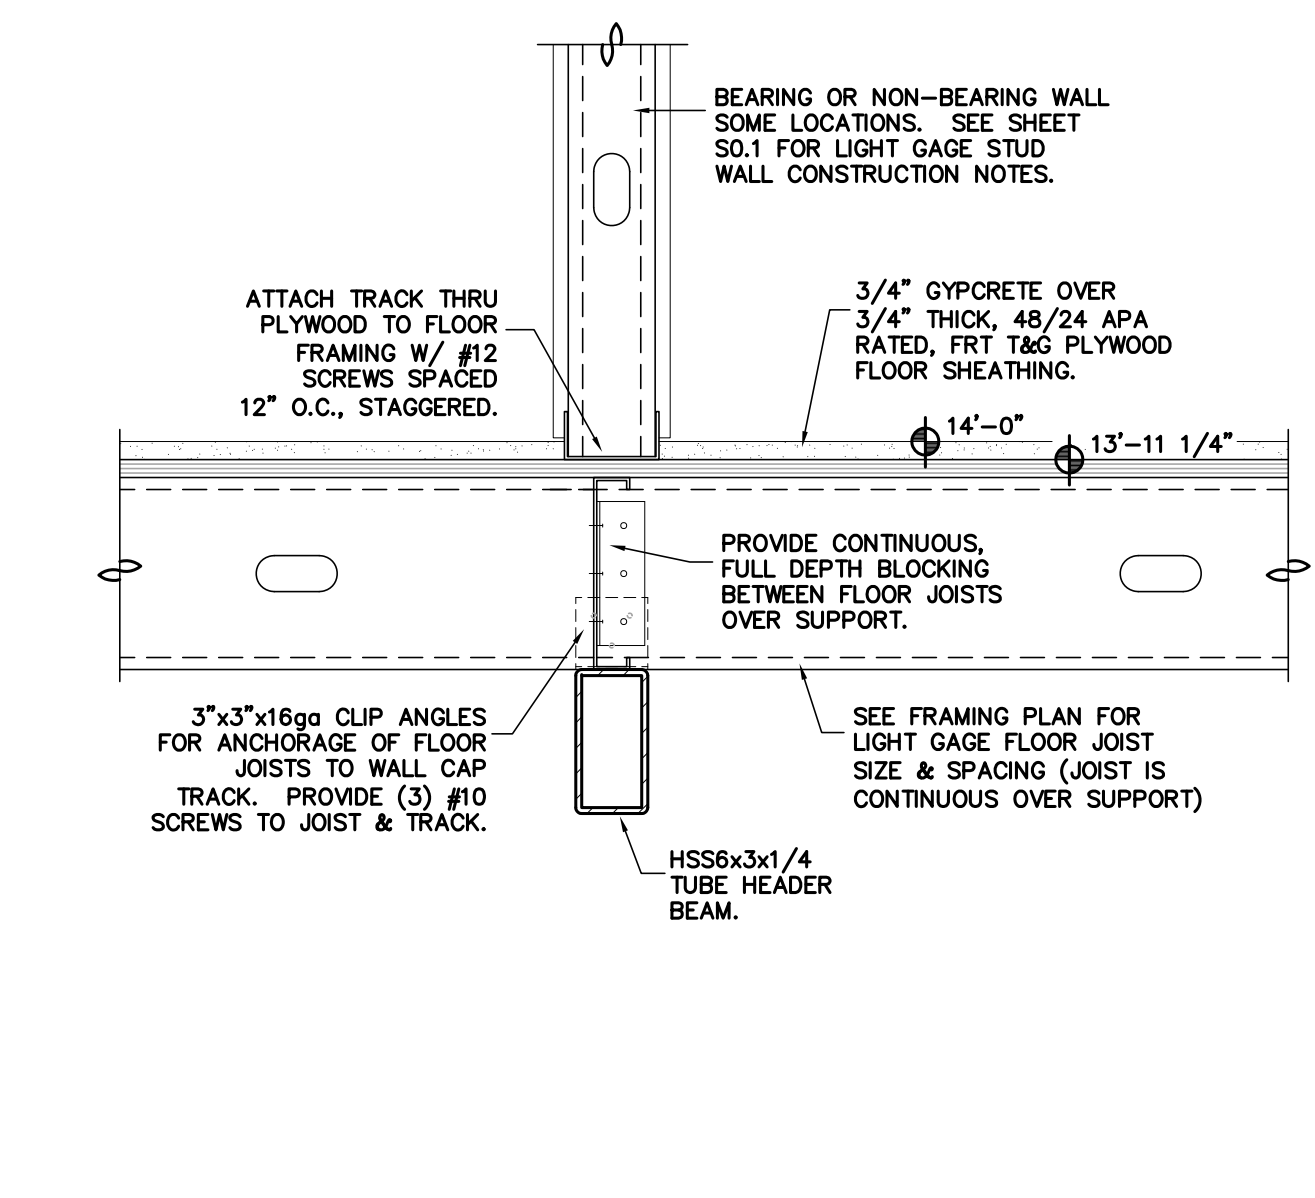 BEARING OR NON-BEARING WALL
SOME LOCATIONS. SEE SHEET
S0.1 FOR LIGHT GAGE STUD
WALL CONSTRUCTION NOTES.
ATTACH TRACK THRU
PLYWOOD TO FLOOR
FRAMING W/ #12
SCREWS SPACED
12" O.C., STAGGERED.
3/4" GYPCRETE OVER
3/4" THICK, 48/24 APA
RATED, FRT T&G PLYWOOD
FLOOR SHEATHING.
14'-0"
13'-11 1/4"
PROVIDE CONTINUOUS,
FULL DEPTH BLOCKING
BETWEEN FLOOR JOISTS
OVER SUPPORT.
3"x3"x16ga CLIP ANGLES
FOR ANCHORAGE OF FLOOR
JOISTS TO WALL CAP
TRACK. PROVIDE (3) #10
SCREWS TO JOIST & TRACK.
SEE FRAMING PLAN FOR
LIGHT GAGE FLOOR JOIST
SIZE & SPACING (JOIST IS
CONTINUOUS OVER SUPPORT)
HSS6x3x1/4
TUBE HEADER
BEAM.